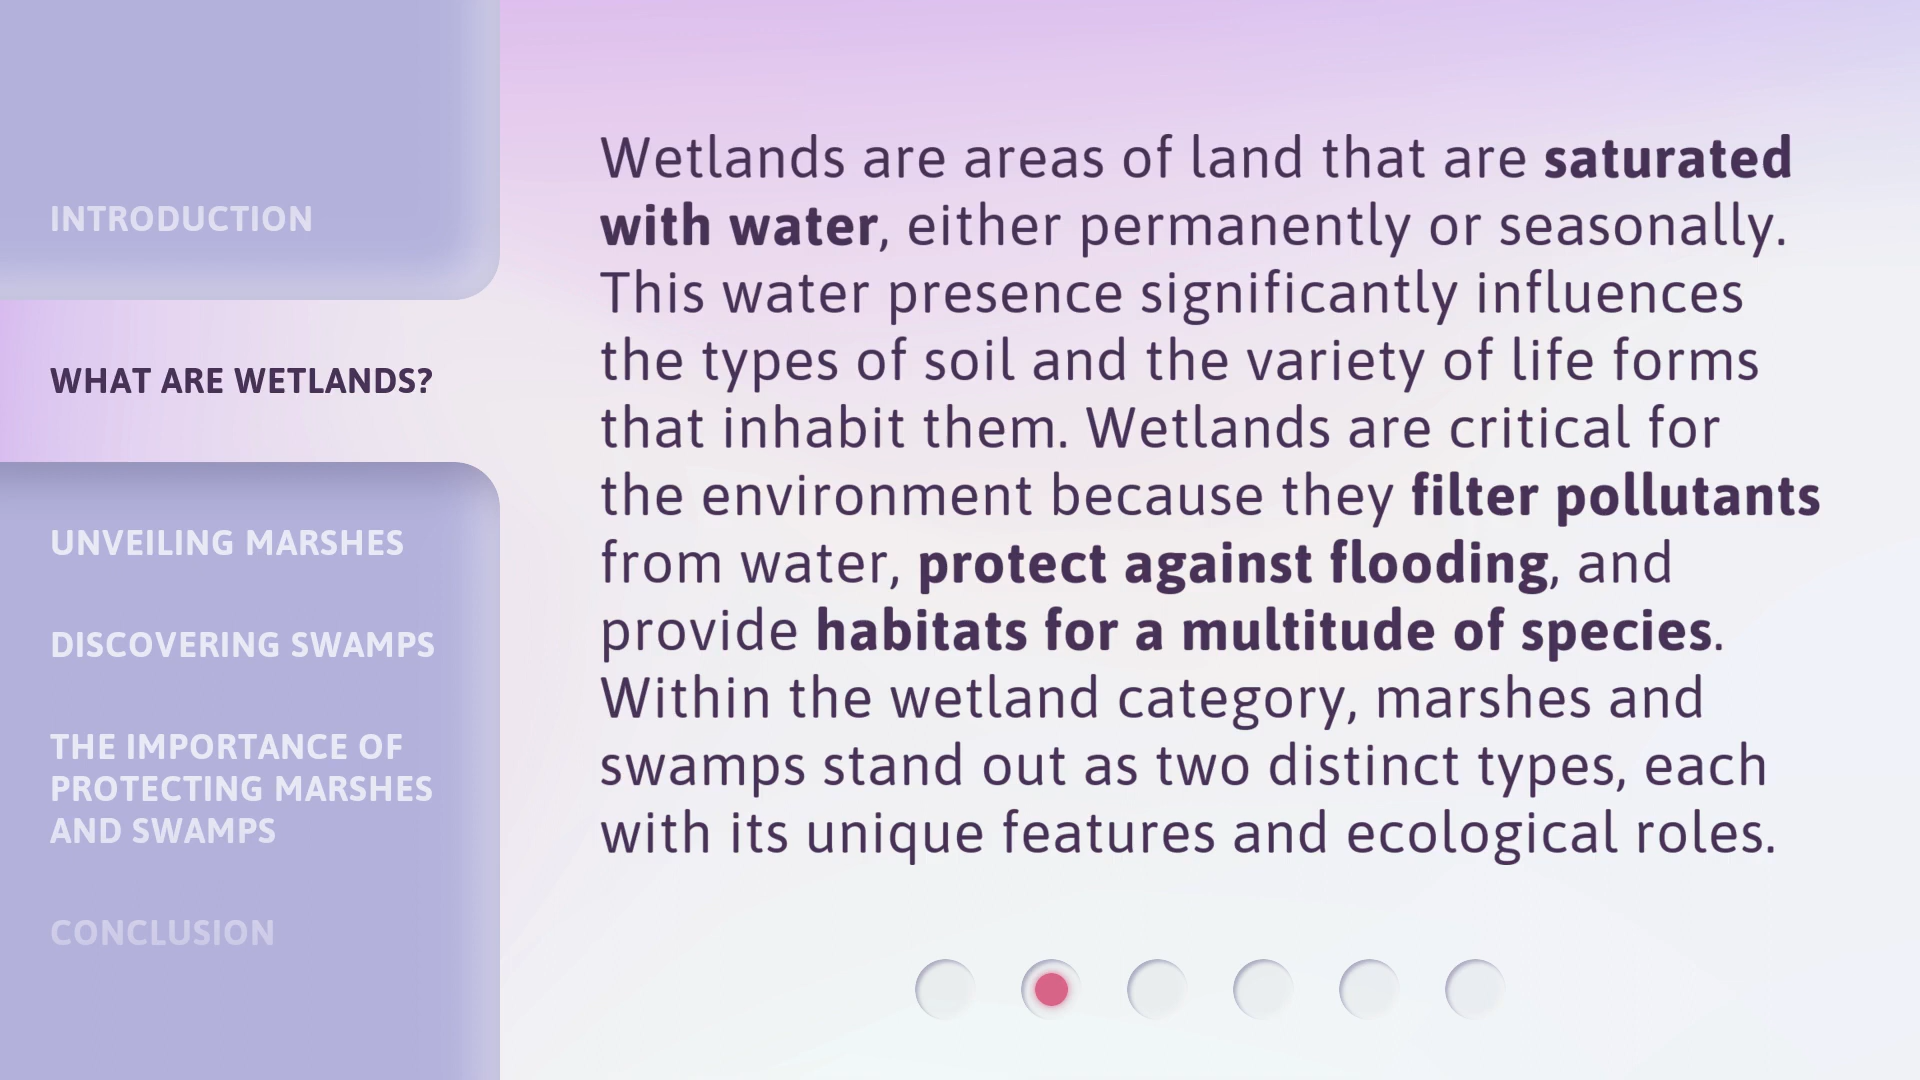 INTRODUCTION
WHAT ARE WETLANDS?
UNVEILING MARSHES
DISCOVERING SWAMPS
THE IMPORTANCE OF
PROTECTING MARSHES
AND SWAMPS
CONCLUSION
Wetlands are areas of land that are saturated
with water, either permanently or seasonally.
This water presence significantly influences
the types of soil and the variety of life forms
that inhabit them. Wetlands are critical for
the environment because they filter pollutants
from water, protect against flooding, and
provide habitats for a multitude of species.
Within the wetland category, marshes and
swamps stand out as two distinct types, each
with its unique features and ecological roles.